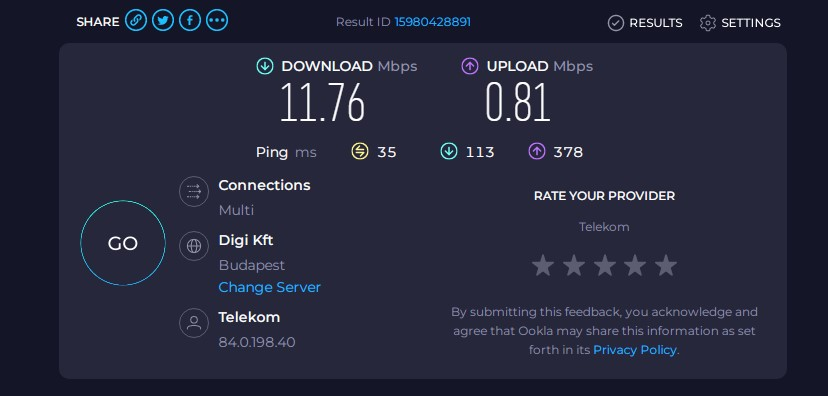 SHARE
Result ID 15980428891
RESULTS
SETTINGS
DOWNLOAD Mbps
11.76
UPLOAD Mbps
0.81
Ping ms
35
113
378
GO
Connections
Multi
Digi Kft
Budapest
Change Server
Telekom
84.0.198.40
RATE YOUR PROVIDER
Telekom
By submitting this feedback, you acknowledge and
agree that Ookla may share this information as set
forth in its Privacy Policy.